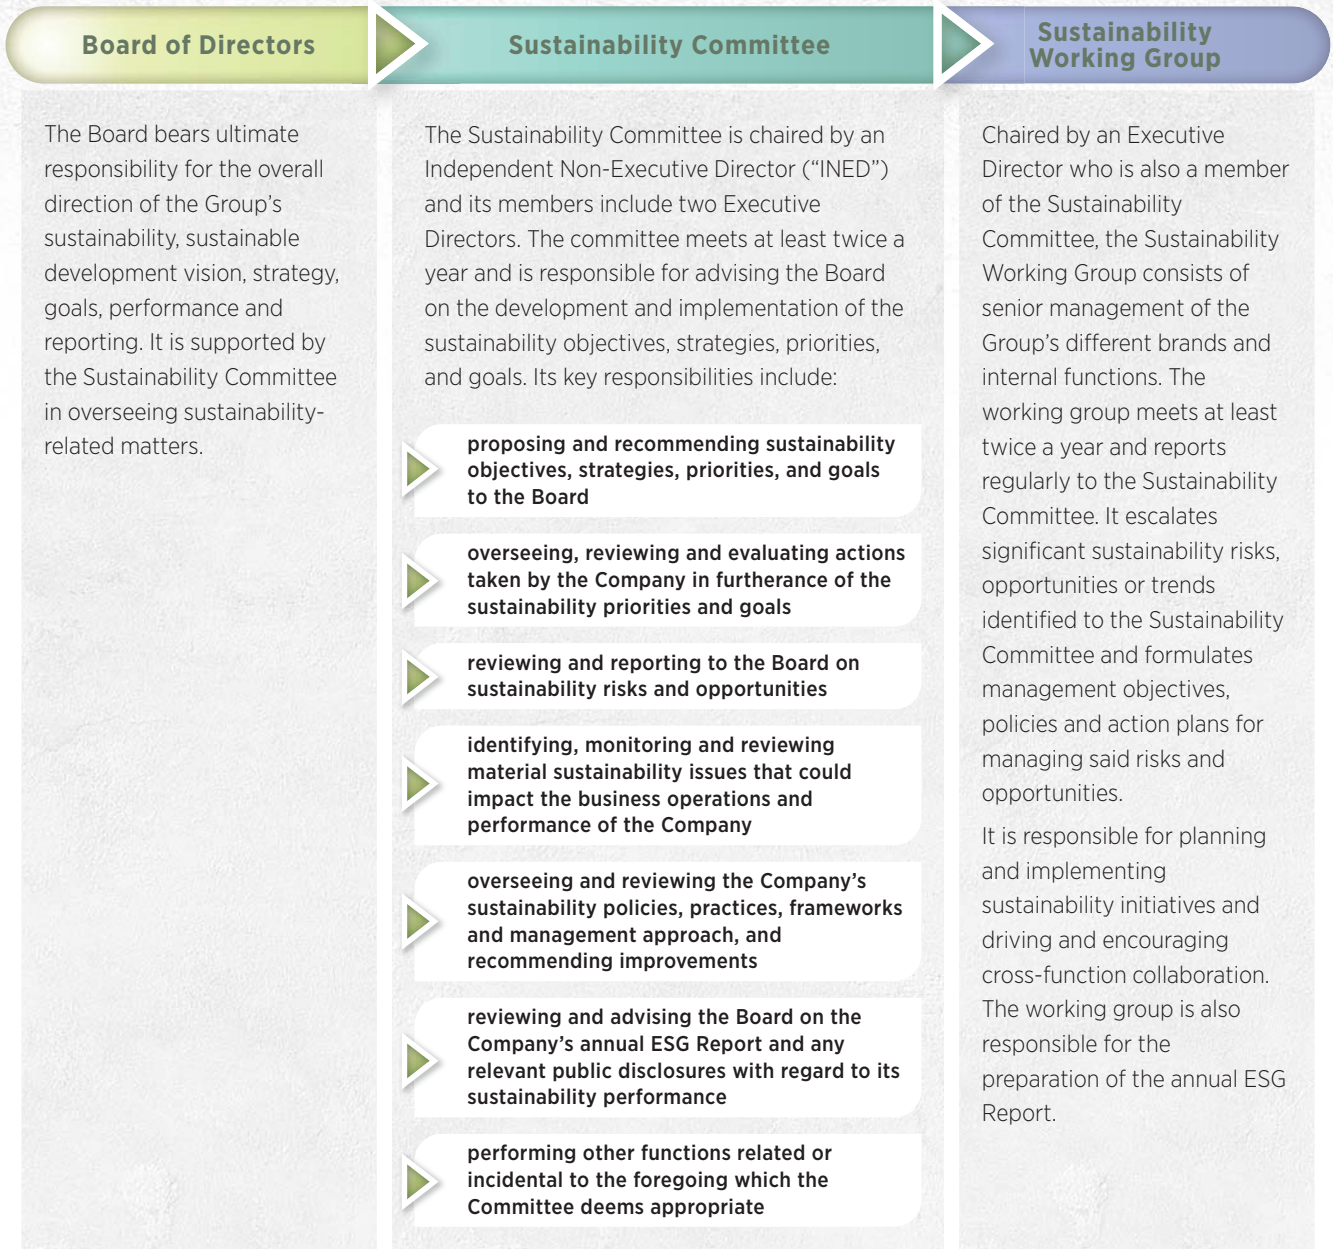 Board of Directors
Sustainability Committee
Sustainability
Working Group
The Board bears ultimate
responsibility for the overall
direction of the Group’s
sustainability, sustainable
development vision, strategy,
goals, performance and
reporting. It is supported by
the Sustainability Committee
in overseeing sustainability-
related matters.
The Sustainability Committee is chaired by an
Independent Non-Executive Director (“INED”)
and its members include two Executive
Directors. The committee meets at least twice a
year and is responsible for advising the Board
on the development and implementation of the
sustainability objectives, strategies, priorities,
and goals. Its key responsibilities include:
proposing and recommending sustainability
objectives, strategies, priorities, and goals
to the Board
overseeing, reviewing and evaluating actions
taken by the Company in furtherance of the
sustainability priorities and goals
reviewing and reporting to the Board on
sustainability risks and opportunities
identifying, monitoring and reviewing
material sustainability issues that could
impact the business operations and
performance of the Company
overseeing and reviewing the Company’s
sustainability policies, practices, frameworks
and management approach, and
recommending improvements
reviewing and advising the Board on the
Company’s annual ESG Report and any
relevant public disclosures with regard to its
sustainability performance
performing other functions related or
incidental to the foregoing which the
Committee deems appropriate
Chaired by an Executive
Director who is also a member
of the Sustainability
Committee, the Sustainability
Working Group consists of
senior management of the
Group’s different brands and
internal functions. The
working group meets at least
twice a year and reports
regularly to the Sustainability
Committee. It escalates
significant sustainability risks,
opportunities or trends
identified to the Sustainability
Committee and formulates
management objectives,
policies and action plans for
managing said risks and
opportunities.
It is responsible for planning
and implementing
sustainability initiatives and
driving and encouraging
cross-function collaboration.
The working group is also
responsible for the
preparation of the annual ESG
Report.